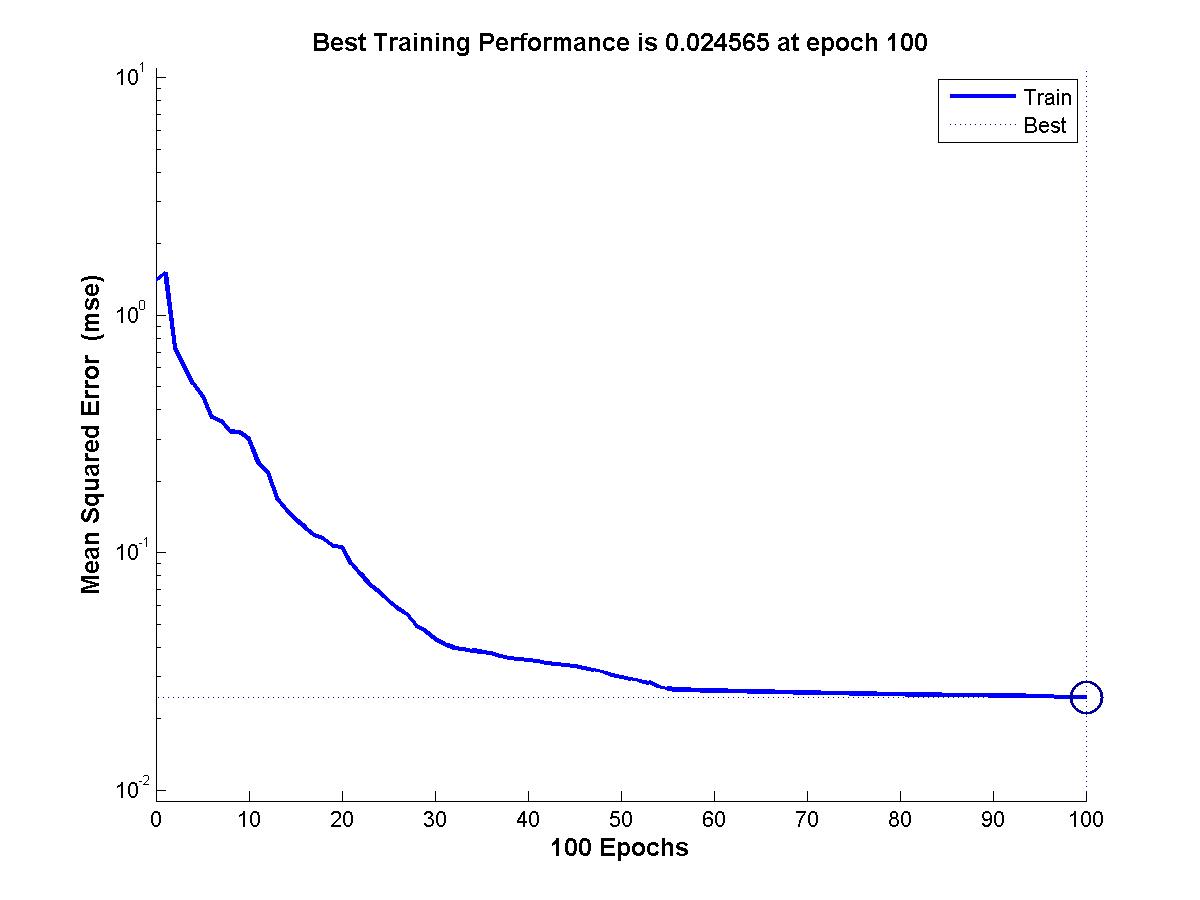 Best Training Performance is 0.024565 at epoch 100
10^1
10^0
10^-1
10^-2
Mean Squared Error (mse)
Train
Best
0 10 20 30 40 50 60 70 80 90 100
100 Epochs